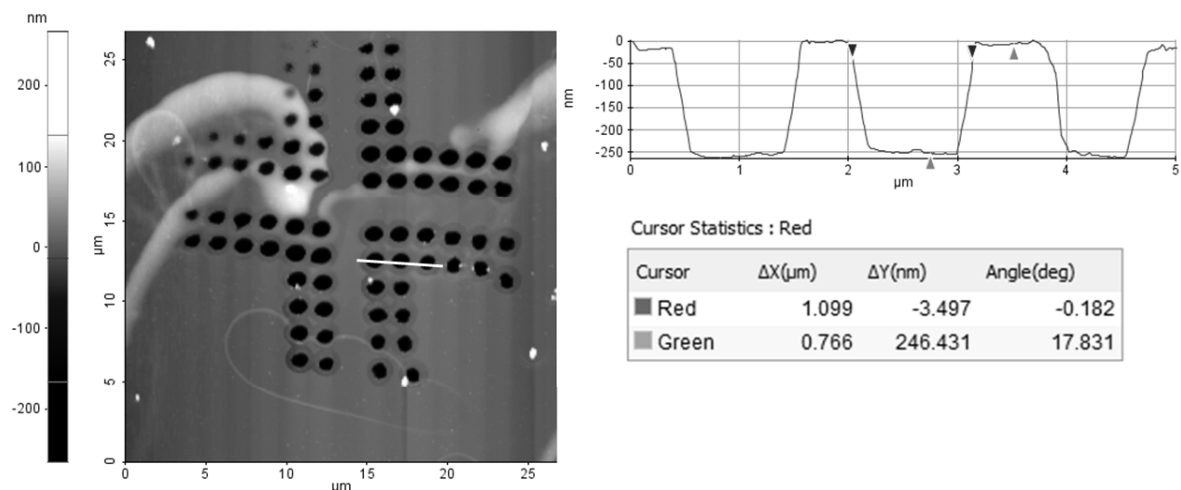 nm
200
100
0
-100
-200
25
20
15
10
5
0
μm
0 5 10 15 20 25
μm
0
-50
-100
-150
-200
-250
nm
0 1 2 3 4 5
μm
Cursor Statistics : Red
Cursor ΔX(μm) ΔY(nm) Angle(deg)
Red 1.099 -3.497 -0.182
Green 0.766 246.431 17.831